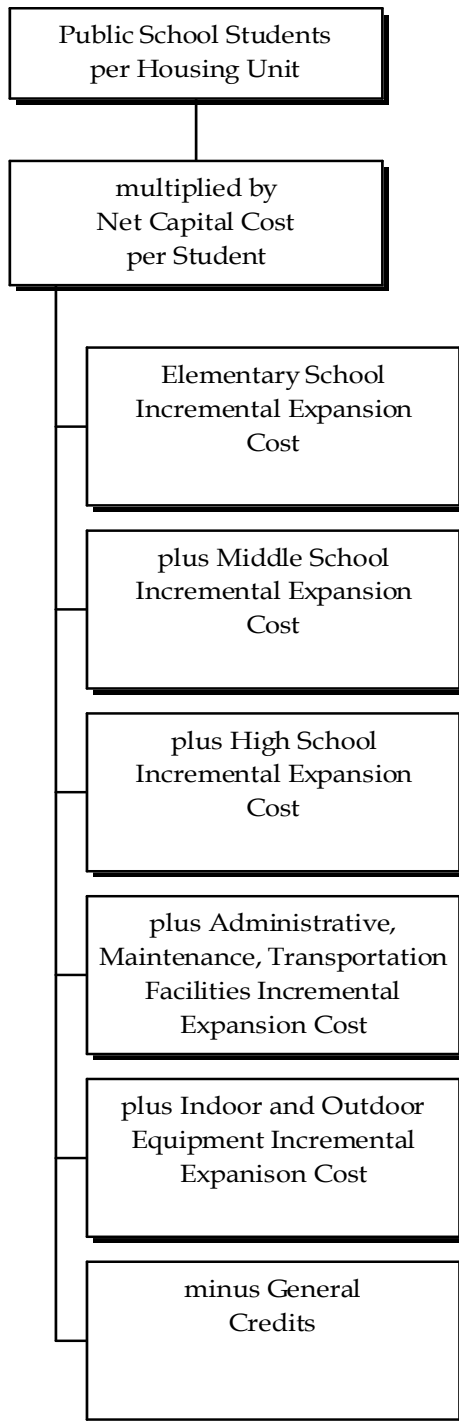 Public School Students
per Housing Unit
multiplied by
Net Capital Cost
per Student
Elementary School
Incremental Expansion
Cost
plus Middle School
Incremental Expansion
Cost
plus High School
Incremental Expansion
Cost
plus Administrative,
Maintenance, Transportation
Facilities Incremental
Expansion Cost
plus Indoor and Outdoor
Equipment Incremental
Expanison Cost
minus General
Credits